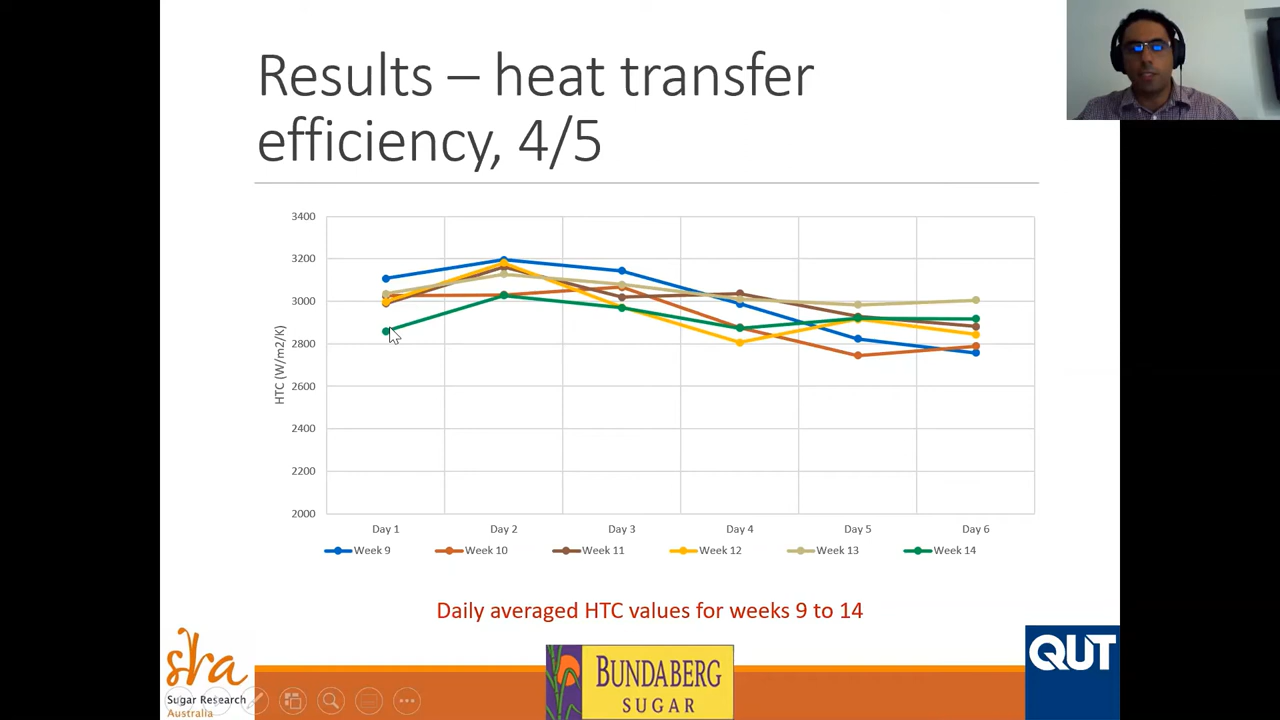 Results – heat transfer
efficiency, 4/5
3400
3200
3000
2800
2600
2400
2200
2000
HTC (W/m2/K)
Day 1 Day 2 Day 3 Day 4 Day 5 Day 6
Week 9 Week 10 Week 11 Week 12 Week 13 Week 14
Daily averaged HTC values for weeks 9 to 14
sra
Sugar Research
Australia
BUNDABERG
SUGAR
QUT